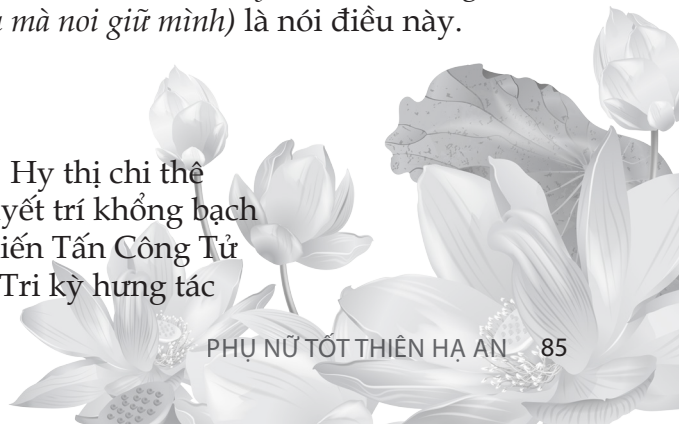 mà noi giữ mình) là nói điều này.
Hy thị chi thê
yết trí khổng bạch
iến Tấn Công Tử
Tri kỳ hưng tác
PHỤ NỮ TỐT THIÊN HẠ AN 85